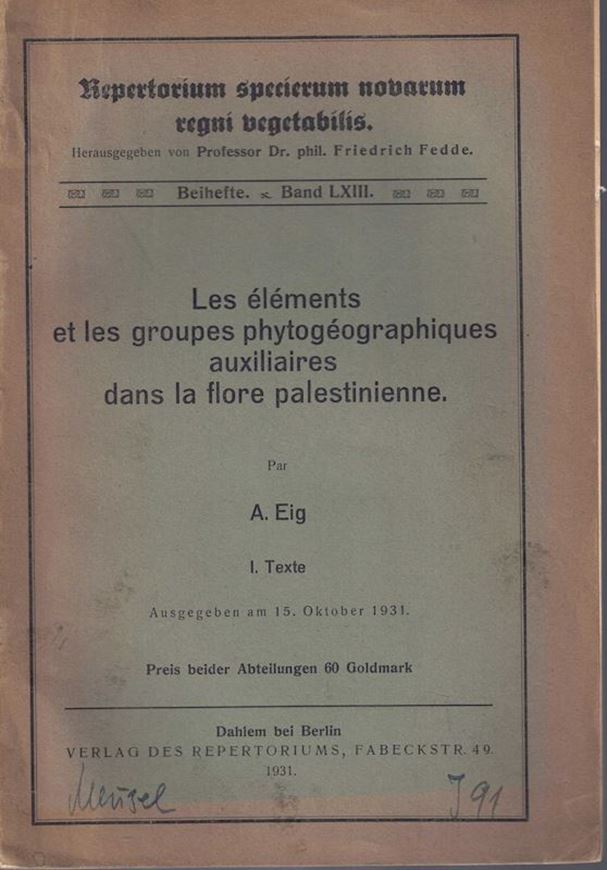 Repertorium specierum novarum
regni vegetabilis.
Herausgegeben von Professor Dr. phil. Friedrich Fedde.
Beihefte. Band LXIII.
Les éléments
et les groupes phytogéographiques
auxiliaires
dans la flore palestinienne.
Par
A. Eig
I. Texte
Ausgegeben am 15. Oktober 1931.
Preis beider Abteilungen 60 Goldmark
Dahlem bei Berlin
VERLAG DES REPERTORIUMS, FABECKSTR. 49.
1931.
Meusel J 91